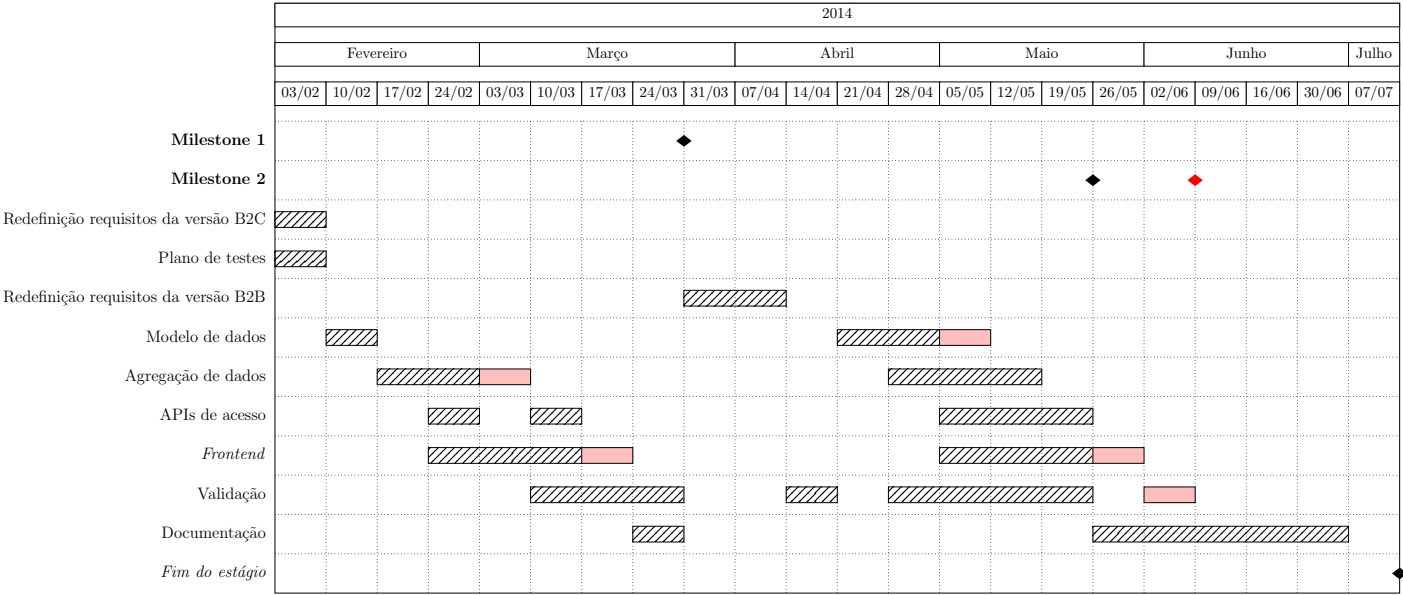 2014
Fevereiro Março Abril Maio Junho Julho
03/02 10/02 17/02 24/02 03/03 10/03 17/03 24/03 31/03 07/04 14/04 21/04 28/04 05/05 12/05 19/05 26/05 02/06 09/06 16/06 30/06 07/07
Milestone 1
Milestone 2
Redefinição requisitos da versão B2C
Plano de testes
Redefinição requisitos da versão B2B
Modelo de dados
Agregação de dados
APIs de acesso
Frontend
Validação
Documentação
Fim do estágio